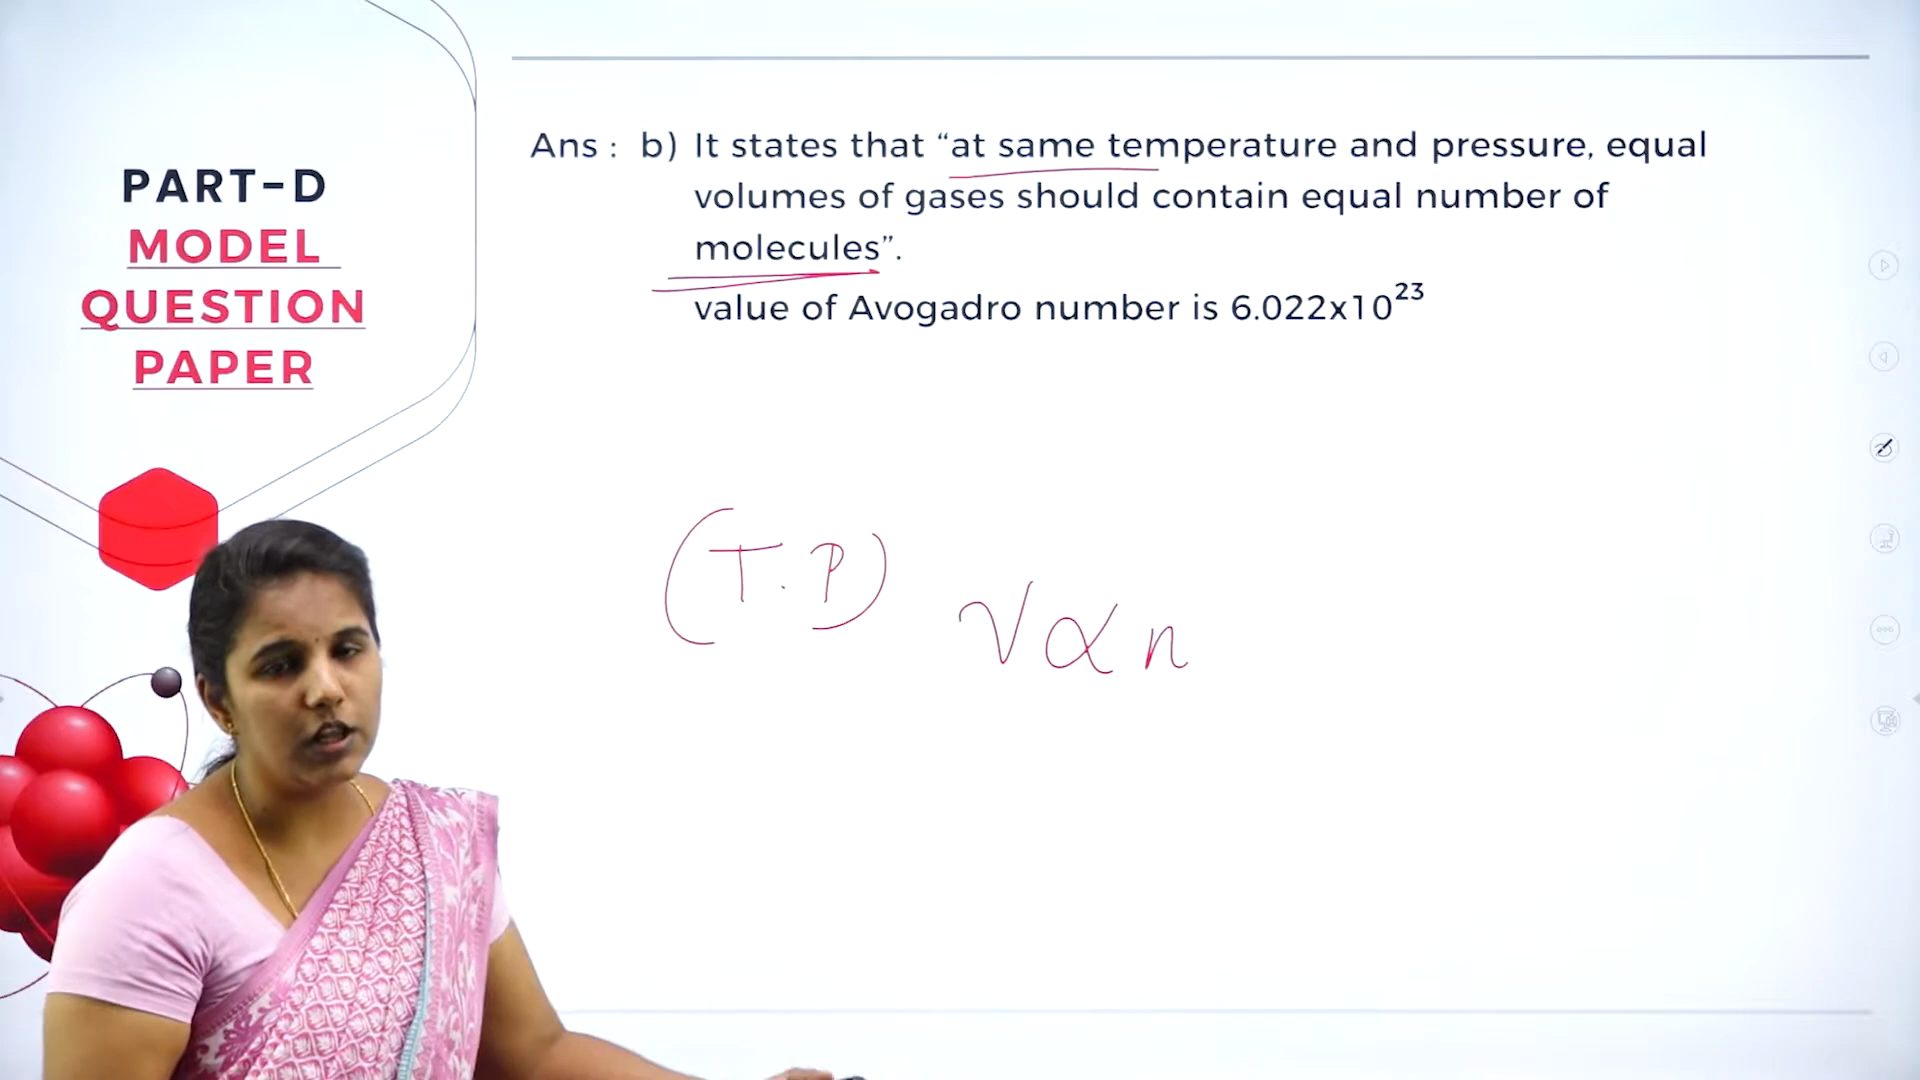 PART-D
MODEL
QUESTION
PAPER
Ans : b) It states that “at same temperature and pressure, equal
volumes of gases should contain equal number of
molecules”.
value of Avogadro number is 6.022x10²³
(T.P)
V∝n